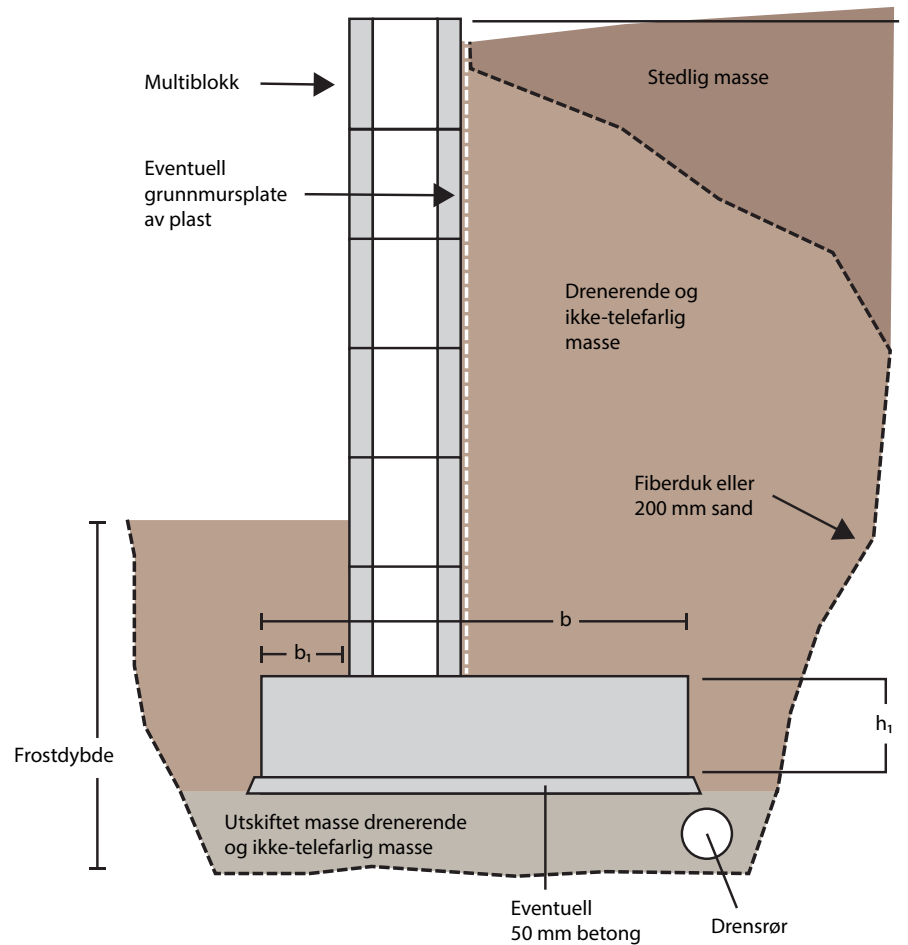 Stedlig masse
Multiblokk
Eventuell
grunnmursplate
av plast
Drenerende og
ikke-telefarlig
masse
Fiberduk eller
200 mm sand
b
b₁
h₁
Frostdybde
Utskiftet masse drenerende
og ikke-telefarlig masse
Eventuell
50 mm betong
Drensrør